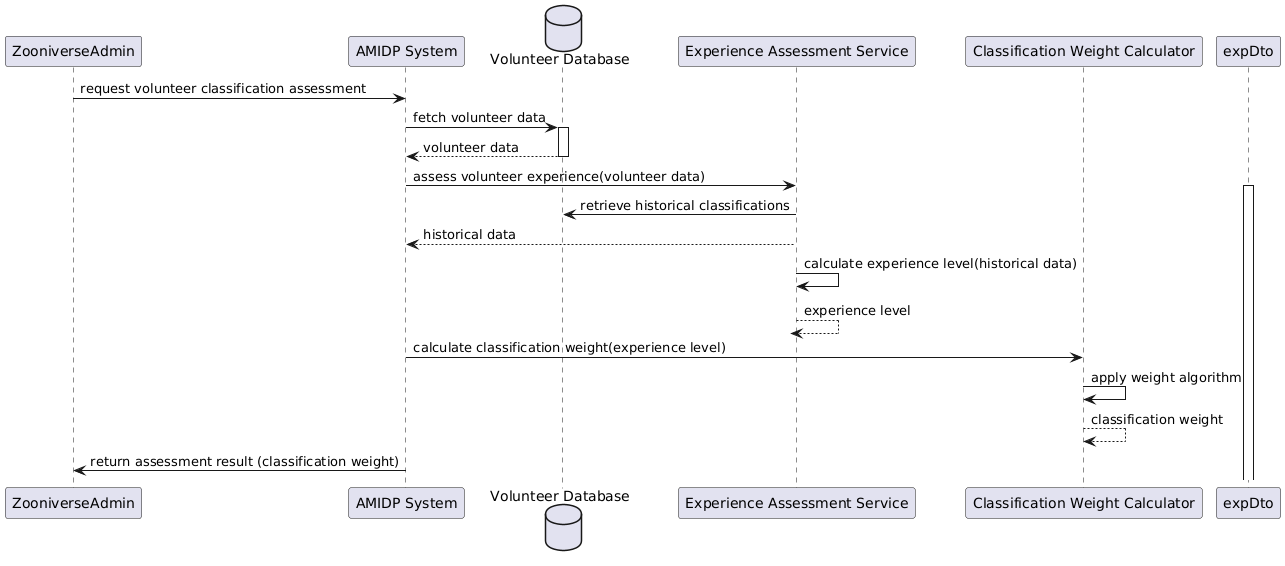 Volunteer Database
ZooniverseAdmin
AMIDP System
Experience Assessment Service
Classification Weight Calculator
expDto
request volunteer classification assessment
fetch volunteer data
volunteer data
assess volunteer experience(volunteer data)
retrieve historical classifications
historical data
calculate experience level(historical data)
experience level
calculate classification weight(experience level)
apply weight algorithm
classification weight
return assessment result (classification weight)
ZooniverseAdmin
AMIDP System
Volunteer Database
Experience Assessment Service
Classification Weight Calculator
expDto